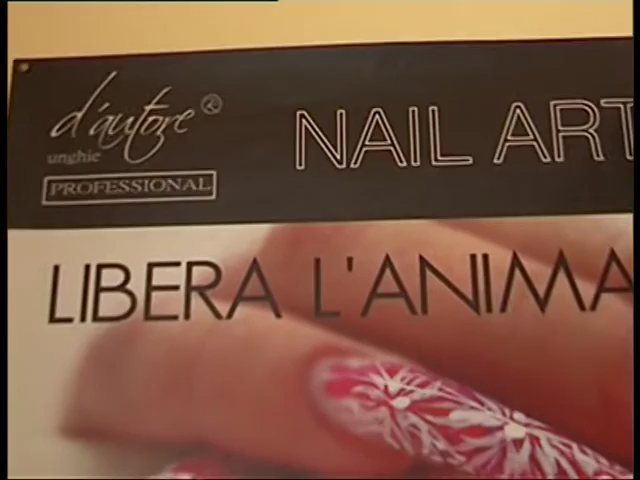 d'autore ®
unghie
PROFESSIONAL
NAIL ART
LIBERA L'ANIMA